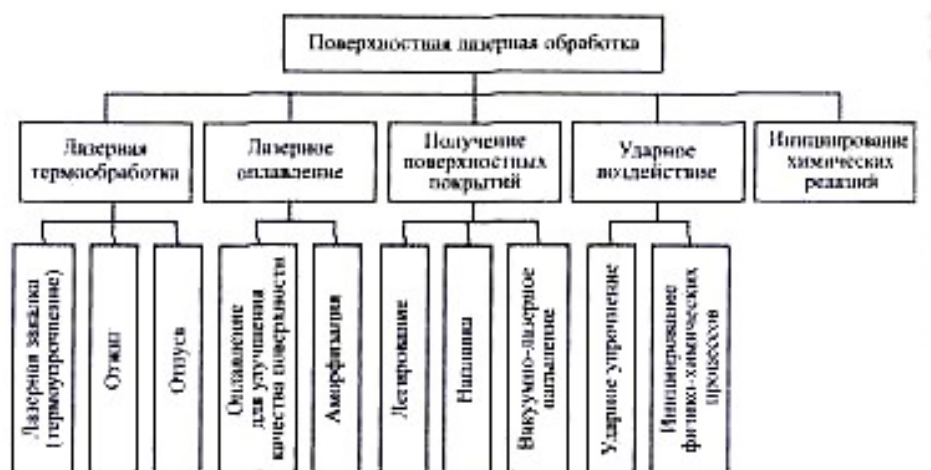 Поверхностная лазерная обработка
Лазерная
термообработка
Лазерное
оплавление
Получение
поверхностных
покрытий
Ударное
воздействие
Инициирование
химических
реакций
Лазерная закалка
(термоупрочнение)
Отжиг
Отпуск
Оплавление
для улучшения
качества поверхности
Аморфизация
Легирование
Наплавка
Вакуумно-лазерное
напыление
Ударное упрочнение
Инициирование
физико-химических
процессов